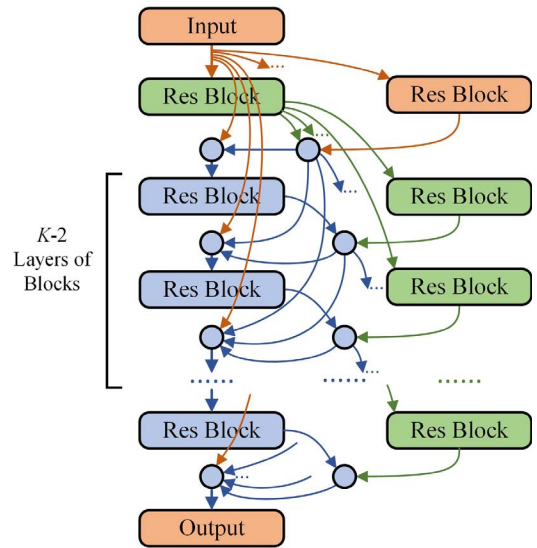 Input
...
Res Block
Res Block
...
Res Block
...
Res Block
K-2
Layers of
Blocks
Res Block
...
Res Block
...
......
......
......
Res Block
Res Block
...
Output